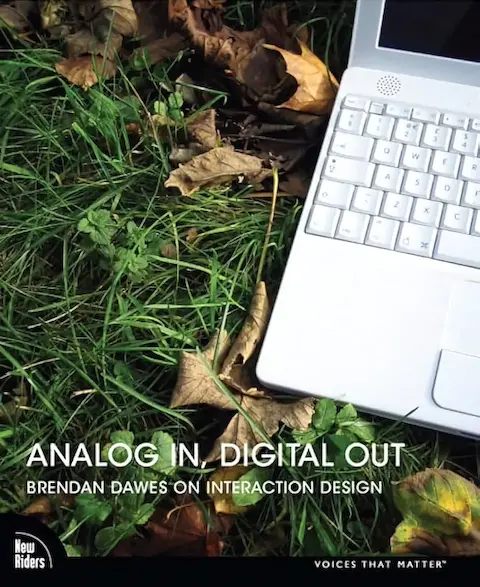 Q W E
A S D
Z X C
ANALOG IN, DIGITAL OUT
BRENDAN DAWES ON INTERACTION DESIGN
New
Riders
VOICES THAT MATTER™